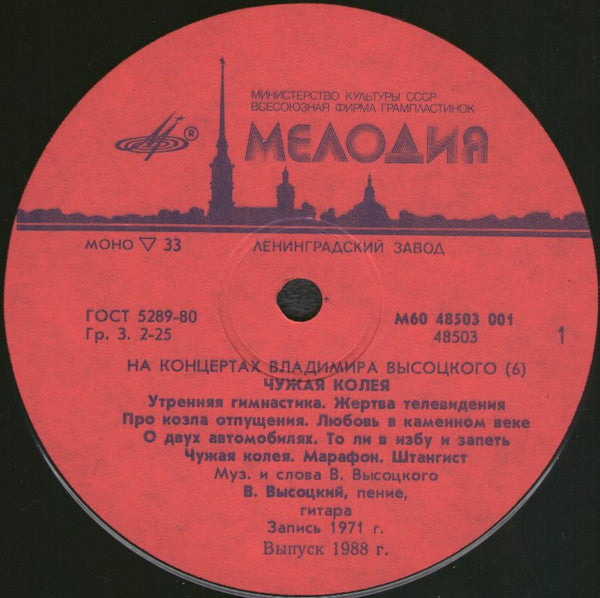 МИНИСТЕРСТВО КУЛЬТУРЫ СССР
ВСЕСОЮЗНАЯ ФИРМА ГРАМПЛАСТИНОК
® МЕЛОДИЯ
МОНО ▽ 33 ЛЕНИНГРАДСКИЙ ЗАВОД
ГОСТ 5289-80 М60 48503 001
Гр. 3. 2-25 48503 1
НА КОНЦЕРТАХ ВЛАДИМИРА ВЫСОЦКОГО (6)
ЧУЖАЯ КОЛЕЯ
Утренняя гимнастика. Жертва телевидения
Про козла отпущения. Любовь в каменном веке
О двух автомобилях. То ли в избу и запеть
Чужая колея. Марафон. Штангист
Муз. и слова В. Высоцкого
В. Высоцкий, пение,
гитара
Запись 1971 г.
Выпуск 1988 г.